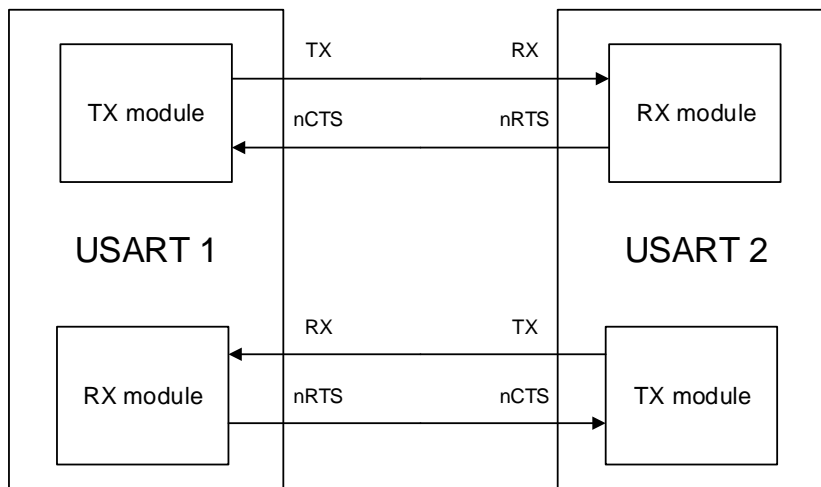 TX RX
TX module RX module
nCTS nRTS
USART 1 USART 2
RX TX
RX module TX module
nRTS nCTS